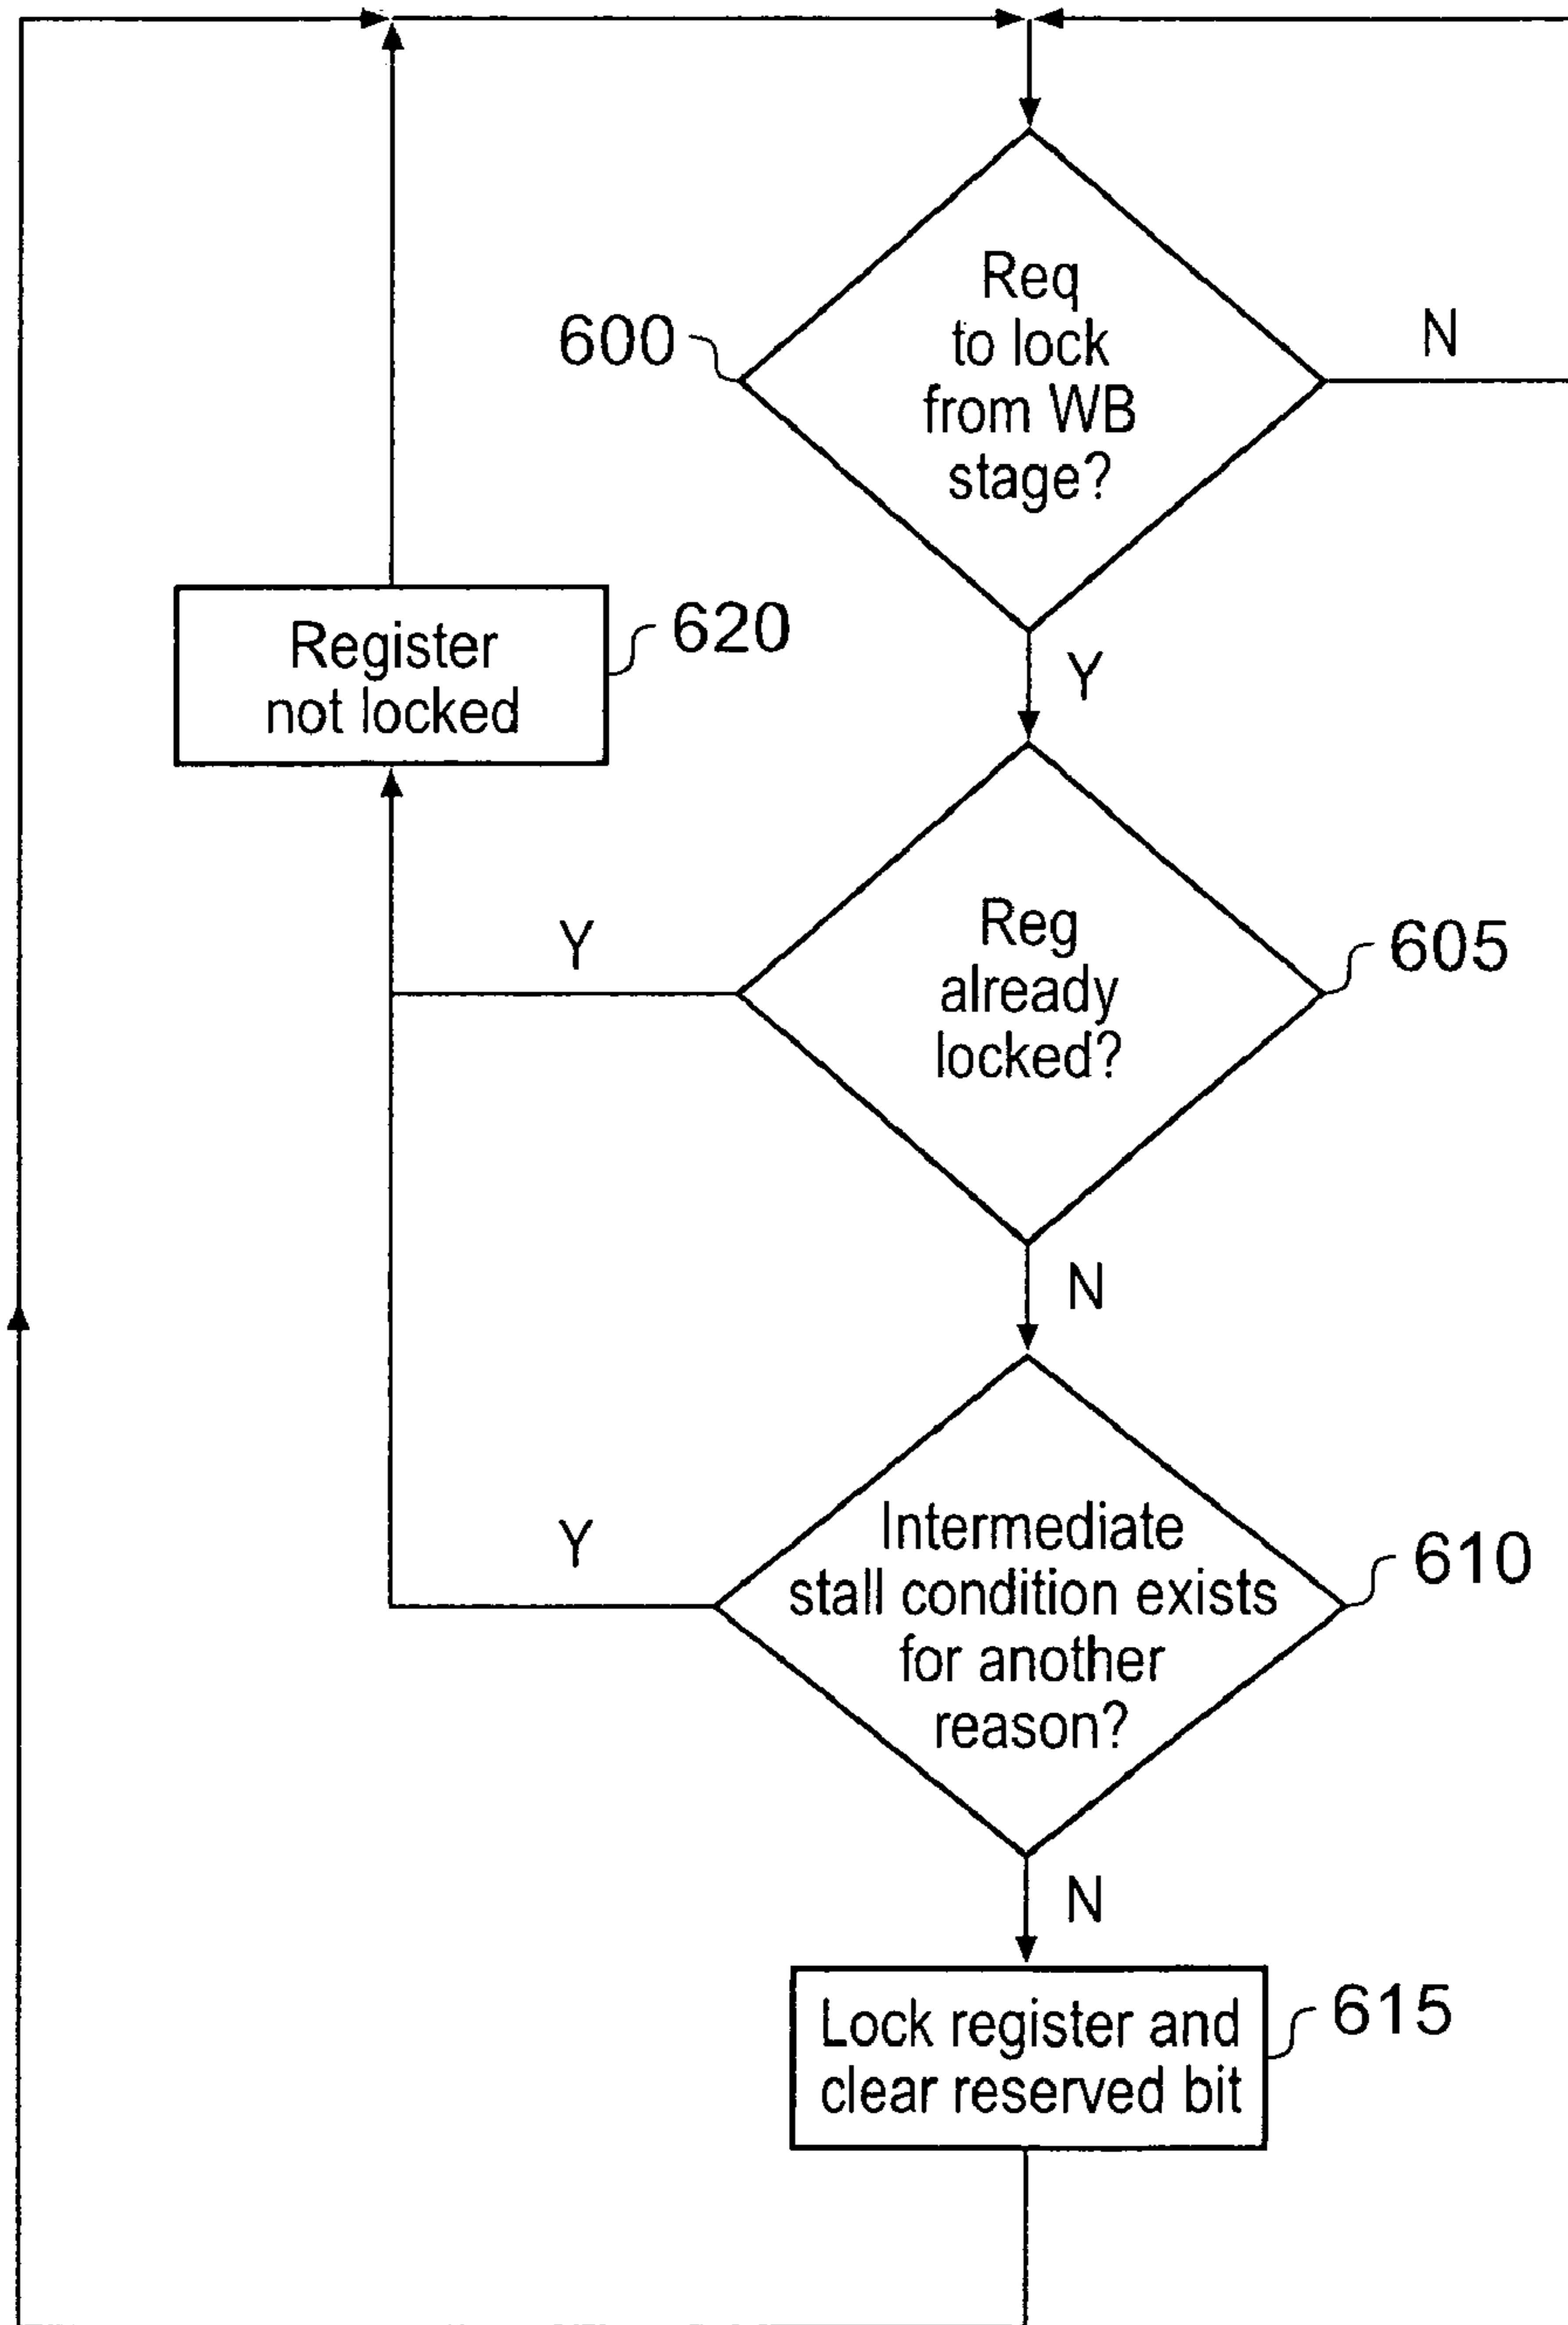 Req
to lock
from WB
stage?
600
N
Register
not locked
620
Y
Reg
already
locked?
605
Y
N
Intermediate
stall condition exists
for another
reason?
610
Y
N
Lock register and
clear reserved bit
615